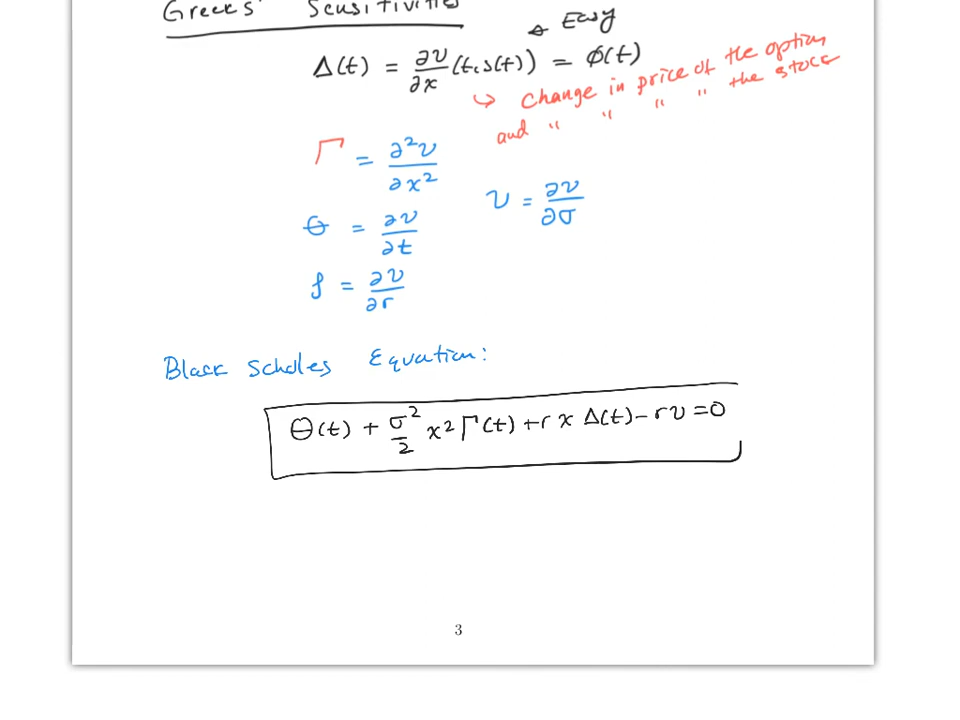 Greeks' Sensitivities
→ Easy
Δ(t) = ∂v/∂x (t,s(t)) = φ(t)
↳ change in price of the option
and " " " " the stock
Γ = ∂²v/∂x²
ν = ∂v/∂σ
Θ = ∂v/∂t
ρ = ∂v/∂r
Black Scholes Equation:
Θ(t) + σ²/2 x² Γ(t) + r x Δ(t) - r v = 0
3